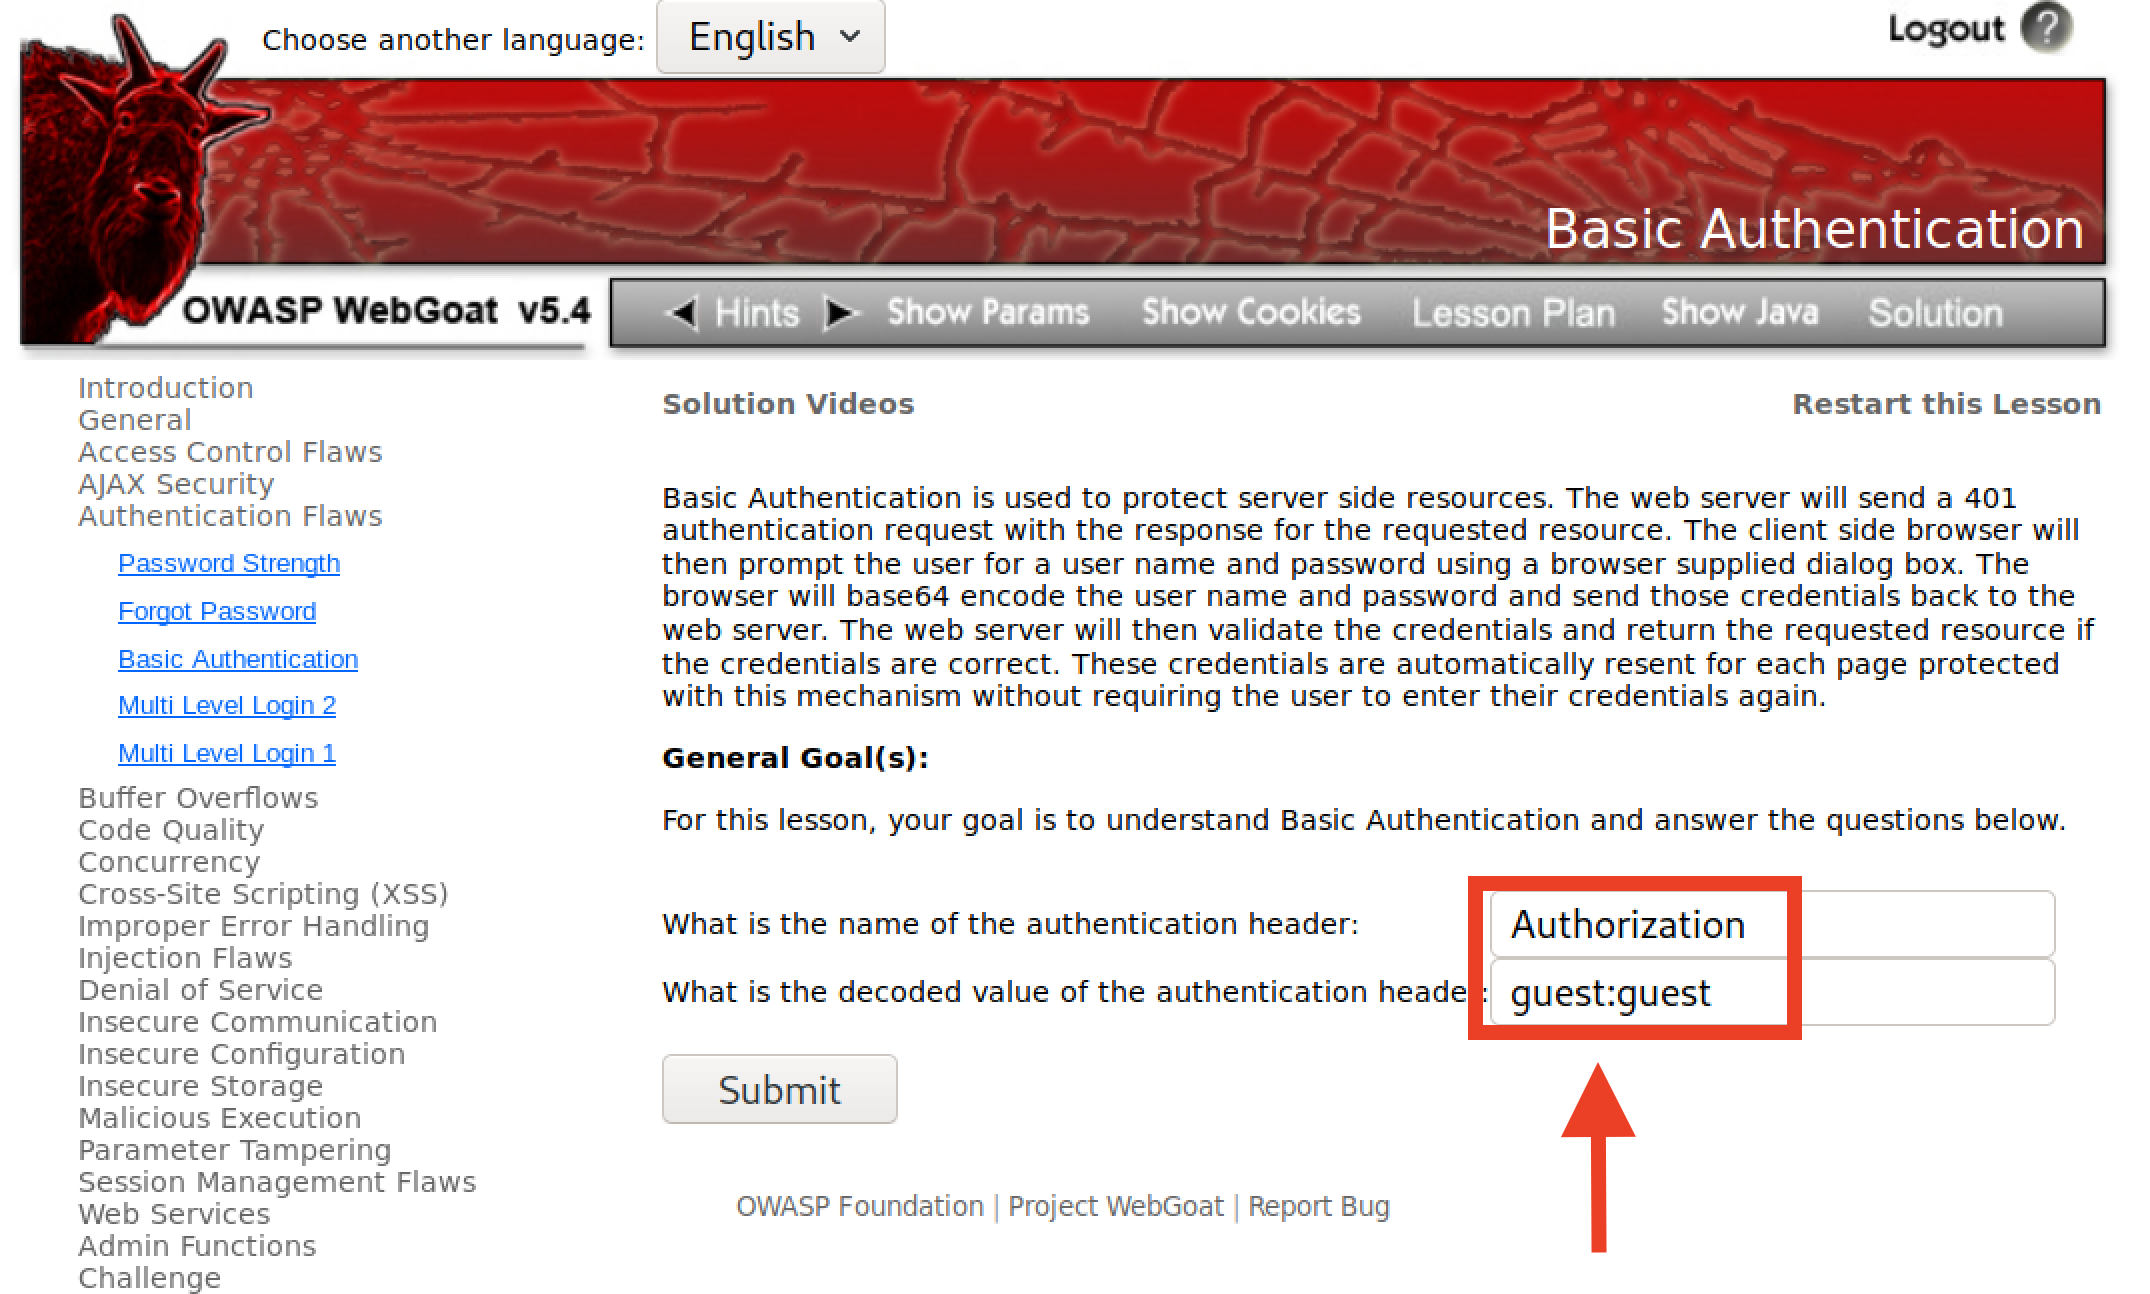 Choose another language: English
Logout ?
Basic Authentication
OWASP WebGoat v5.4
Hints Show Params Show Cookies Lesson Plan Show Java Solution
Introduction
General
Access Control Flaws
AJAX Security
Authentication Flaws
Password Strength
Forgot Password
Basic Authentication
Multi Level Login 2
Multi Level Login 1
Buffer Overflows
Code Quality
Concurrency
Cross-Site Scripting (XSS)
Improper Error Handling
Injection Flaws
Denial of Service
Insecure Communication
Insecure Configuration
Insecure Storage
Malicious Execution
Parameter Tampering
Session Management Flaws
Web Services
Admin Functions
Challenge
Solution Videos
Restart this Lesson
Basic Authentication is used to protect server side resources. The web server will send a 401
authentication request with the response for the requested resource. The client side browser will
then prompt the user for a user name and password using a browser supplied dialog box. The
browser will base64 encode the user name and password and send those credentials back to the
web server. The web server will then validate the credentials and return the requested resource if
the credentials are correct. These credentials are automatically resent for each page protected
with this mechanism without requiring the user to enter their credentials again.
General Goal(s):
For this lesson, your goal is to understand Basic Authentication and answer the questions below.
What is the name of the authentication header: Authorization
What is the decoded value of the authentication header: guest:guest
Submit
OWASP Foundation | Project WebGoat | Report Bug